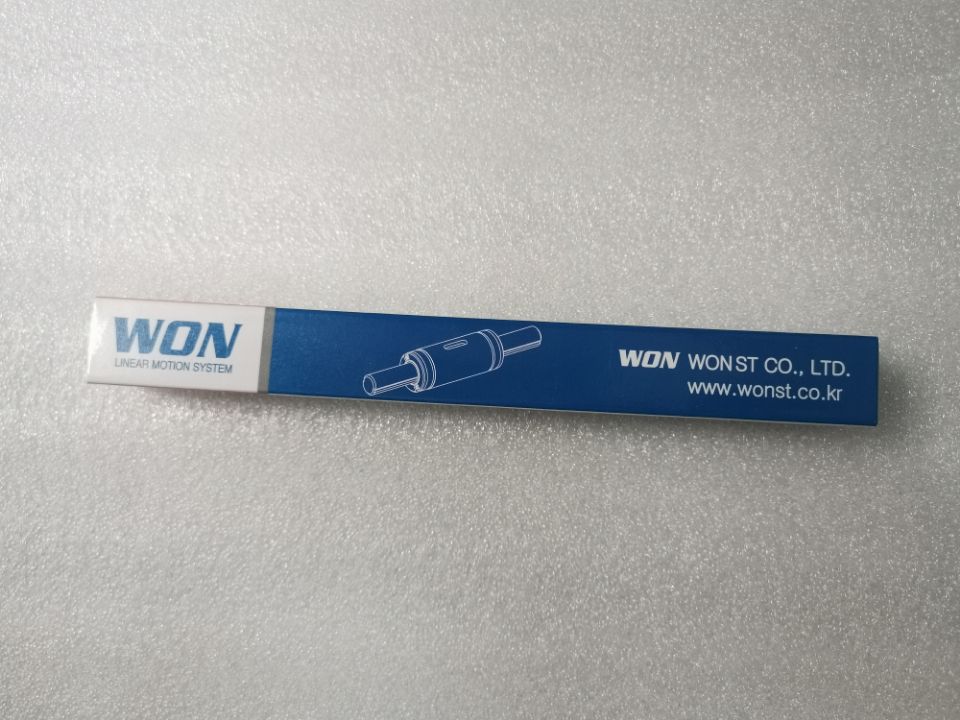 WON
LINEAR MOTION SYSTEM
WON WON ST CO., LTD.
www.wonst.co.kr